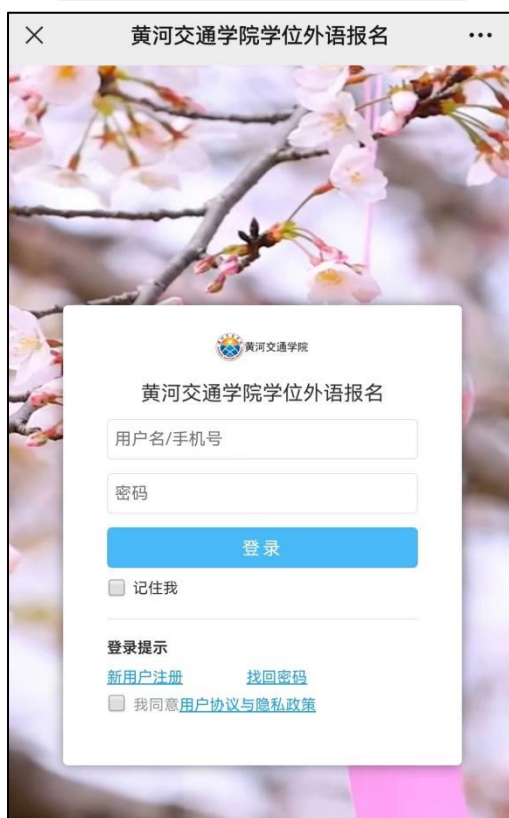 黄河交通学院学位外语报名
黄河交通学院
黄河交通学院学位外语报名
用户名/手机号
密码
登录
记住我
登录提示
新用户注册 找回密码
我同意用户协议与隐私政策